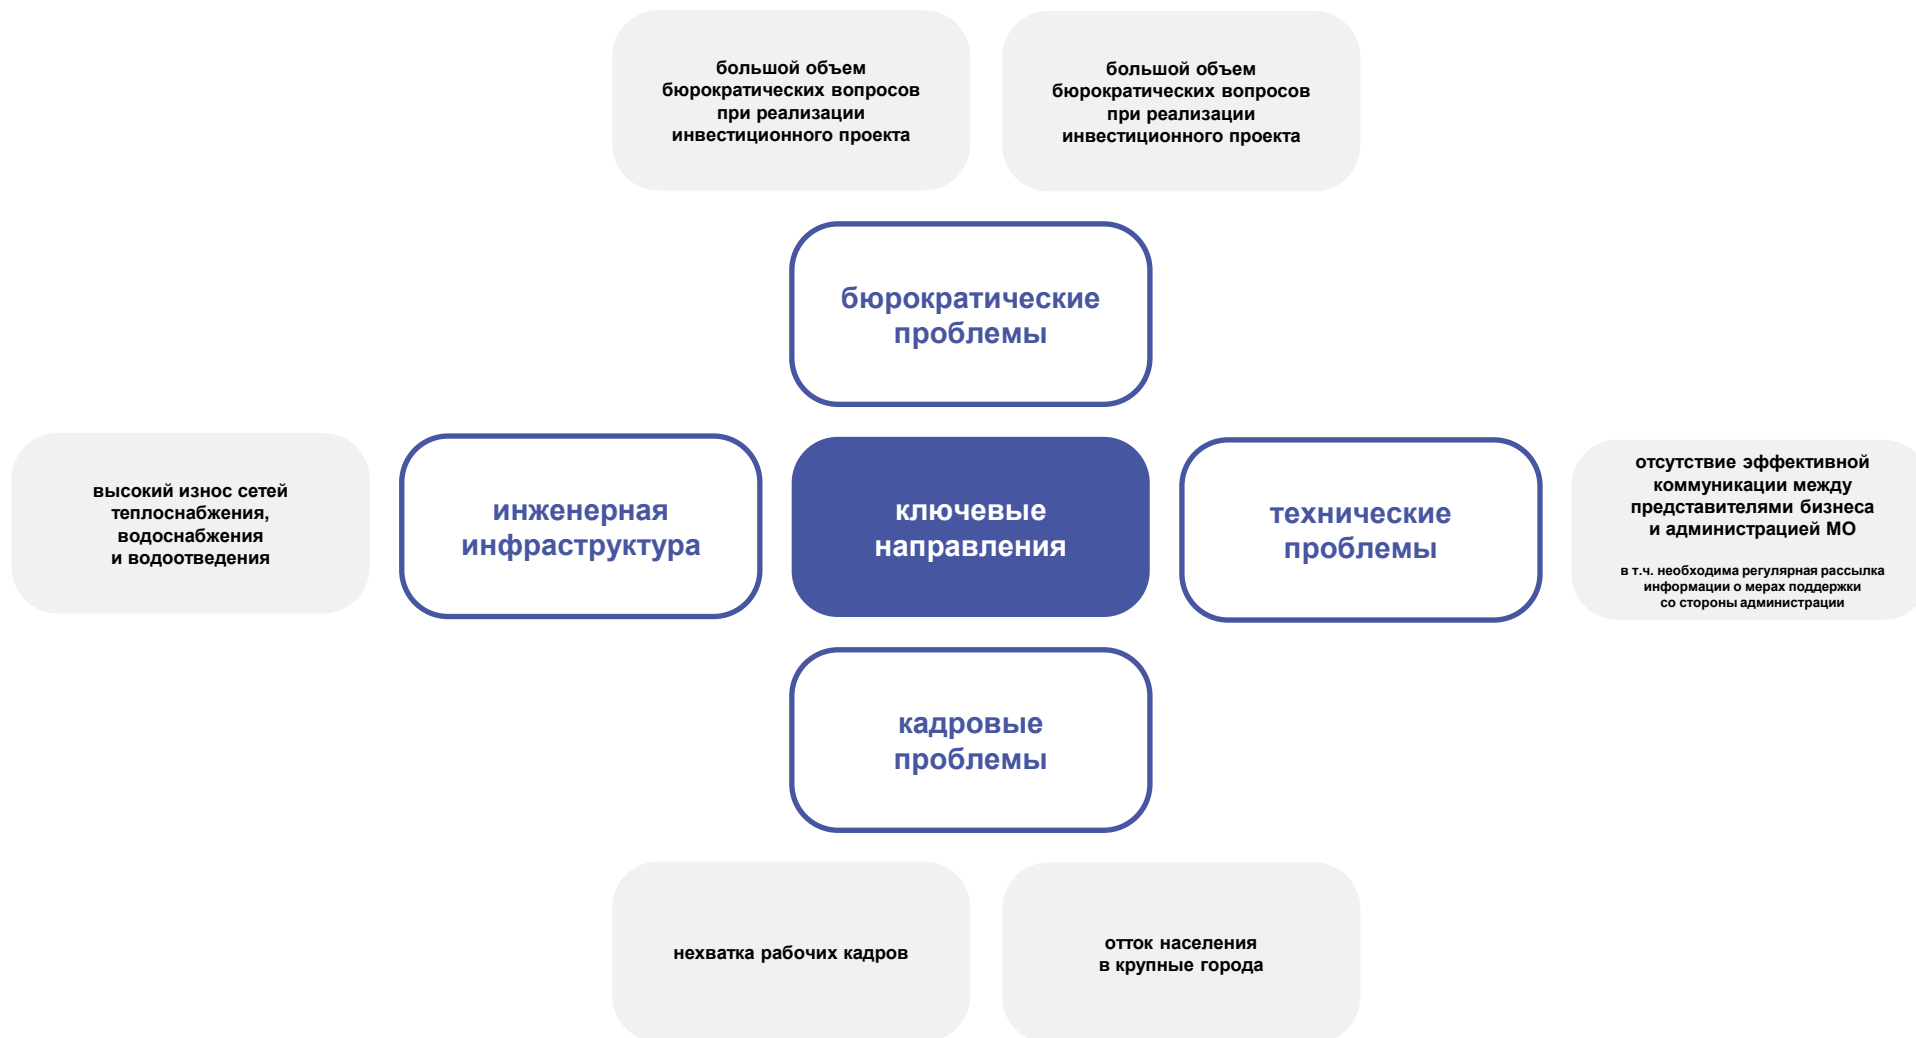 большой объем
бюрократических вопросов
при реализации
инвестиционного проекта
большой объем
бюрократических вопросов
при реализации
инвестиционного проекта
бюрократические
проблемы
высокий износ сетей
теплоснабжения,
водоснабжения
и водоотведения
инженерная
инфраструктура
ключевые
направления
технические
проблемы
отсутствие эффективной
коммуникации между
представителями бизнеса
и администрацией МО
в т.ч. необходима регулярная рассылка
информации о мерах поддержки
со стороны администрации
кадровые
проблемы
нехватка рабочих кадров
отток населения
в крупные города